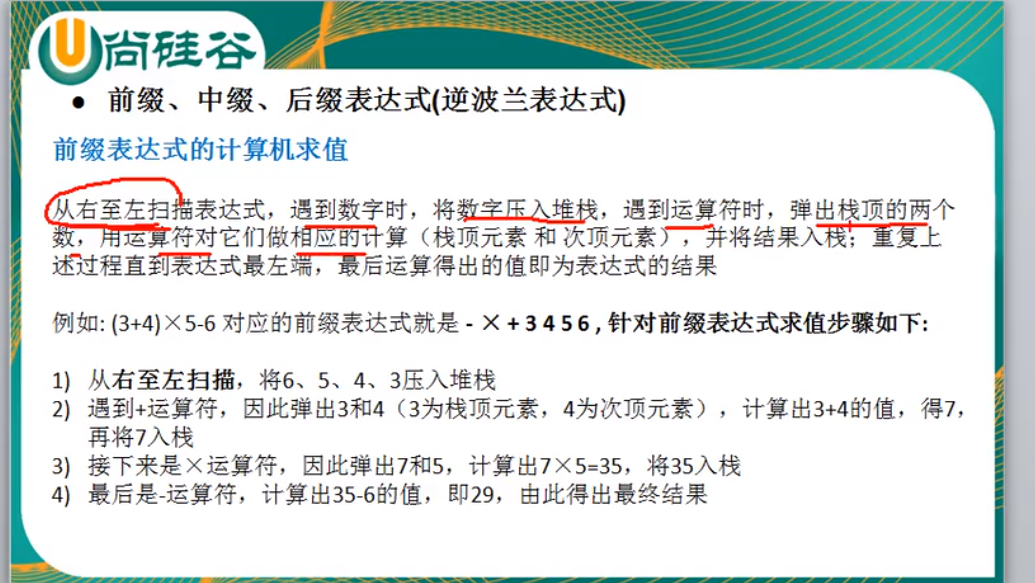 尚硅谷
● 前缀、中缀、后缀表达式(逆波兰表达式)
前缀表达式的计算机求值
从右至左扫描表达式，遇到数字时，将数字压入堆栈，遇到运算符时，弹出栈顶的两个
数，用运算符对它们做相应的计算（栈顶元素 和 次顶元素），并将结果入栈；重复上
述过程直到表达式最左端，最后运算得出的值即为表达式的结果
例如: (3+4)×5-6 对应的前缀表达式就是 - × + 3 4 5 6 , 针对前缀表达式求值步骤如下:
1) 从右至左扫描，将6、5、4、3压入堆栈
2) 遇到+运算符，因此弹出3和4（3为栈顶元素，4为次顶元素），计算出3+4的值，得7，
再将7入栈
3) 接下来是×运算符，因此弹出7和5，计算出7×5=35，将35入栈
4) 最后是-运算符，计算出35-6的值，即29，由此得出最终结果